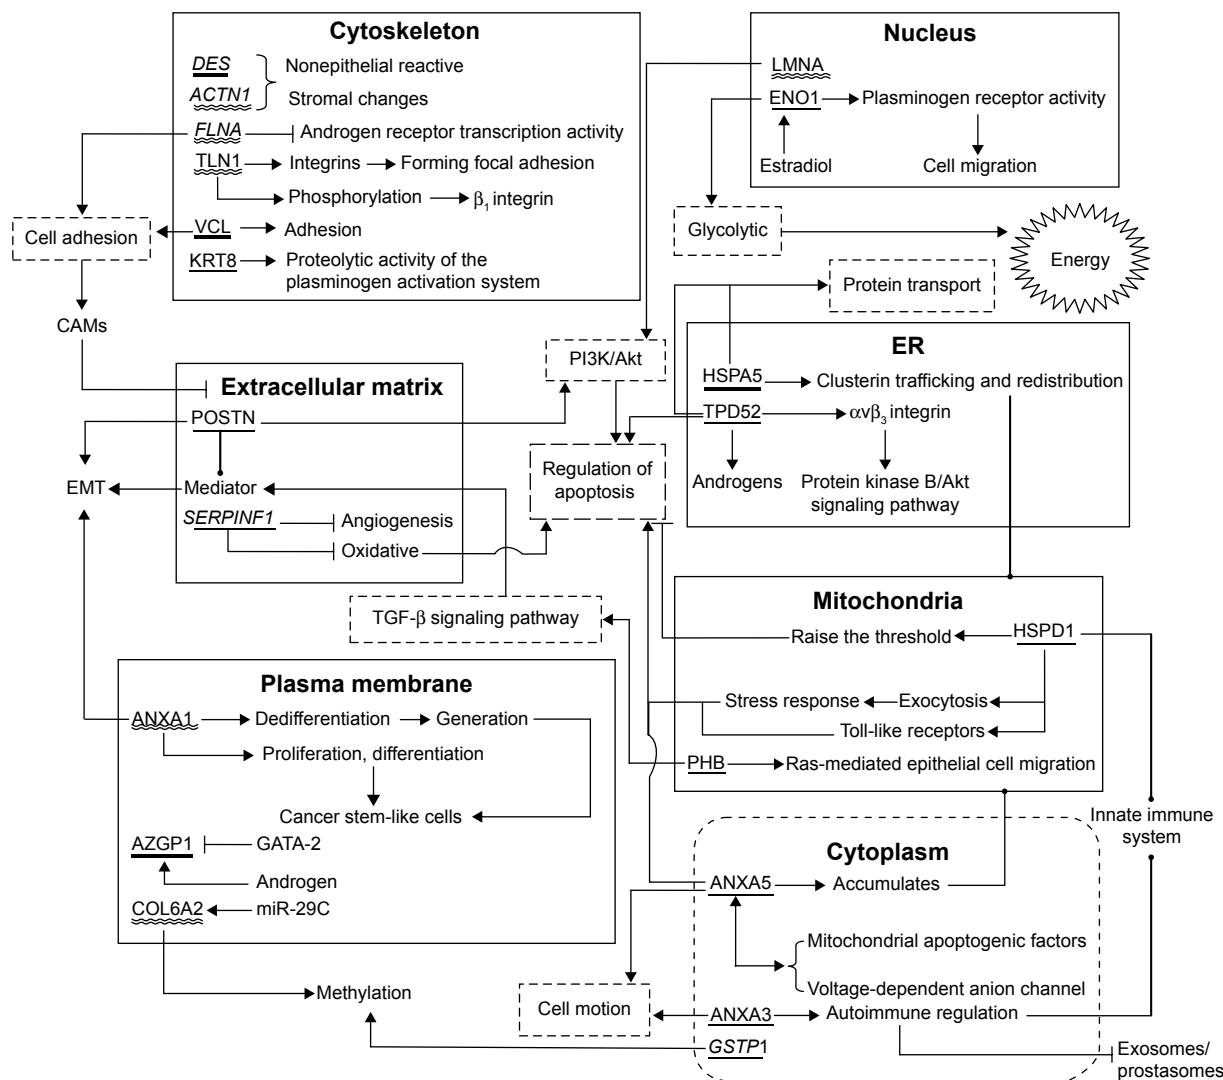 Cytoskeleton
DES
Nonepithelial reactive
ACTN1
Stromal changes
FLNA
Androgen receptor transcription activity
TLN1
Integrins
Forming focal adhesion
Phosphorylation
β1 integrin
VCL
Adhesion
KRT8
Proteolytic activity of the
plasminogen activation system
Cell adhesion
CAMs
Nucleus
LMNA
ENO1
Plasminogen receptor activity
Estradiol
Cell migration
Glycolytic
Energy
Protein transport
PI3K/Akt
ER
HSPA5
Clusterin trafficking and redistribution
TPD52
αvβ3 integrin
Androgens
Protein kinase B/Akt
signaling pathway
Extracellular matrix
POSTN
EMT
Mediator
SERPINF1
Angiogenesis
Oxidative
Regulation of
apoptosis
TGF-β signaling pathway
Mitochondria
Raise the threshold
HSPD1
Stress response
Exocytosis
Toll-like receptors
PHB
Ras-mediated epithelial cell migration
Plasma membrane
ANXA1
Dedifferentiation
Generation
Proliferation, differentiation
Cancer stem-like cells
AZGP1
GATA-2
Androgen
COL6A2
miR-29C
Methylation
Innate immune
system
Cytoplasm
ANXA5
Accumulates
Mitochondrial apoptogenic factors
Voltage-dependent anion channel
Cell motion
ANXA3
Autoimmune regulation
GSTP1
Exosomes/
prostasomes